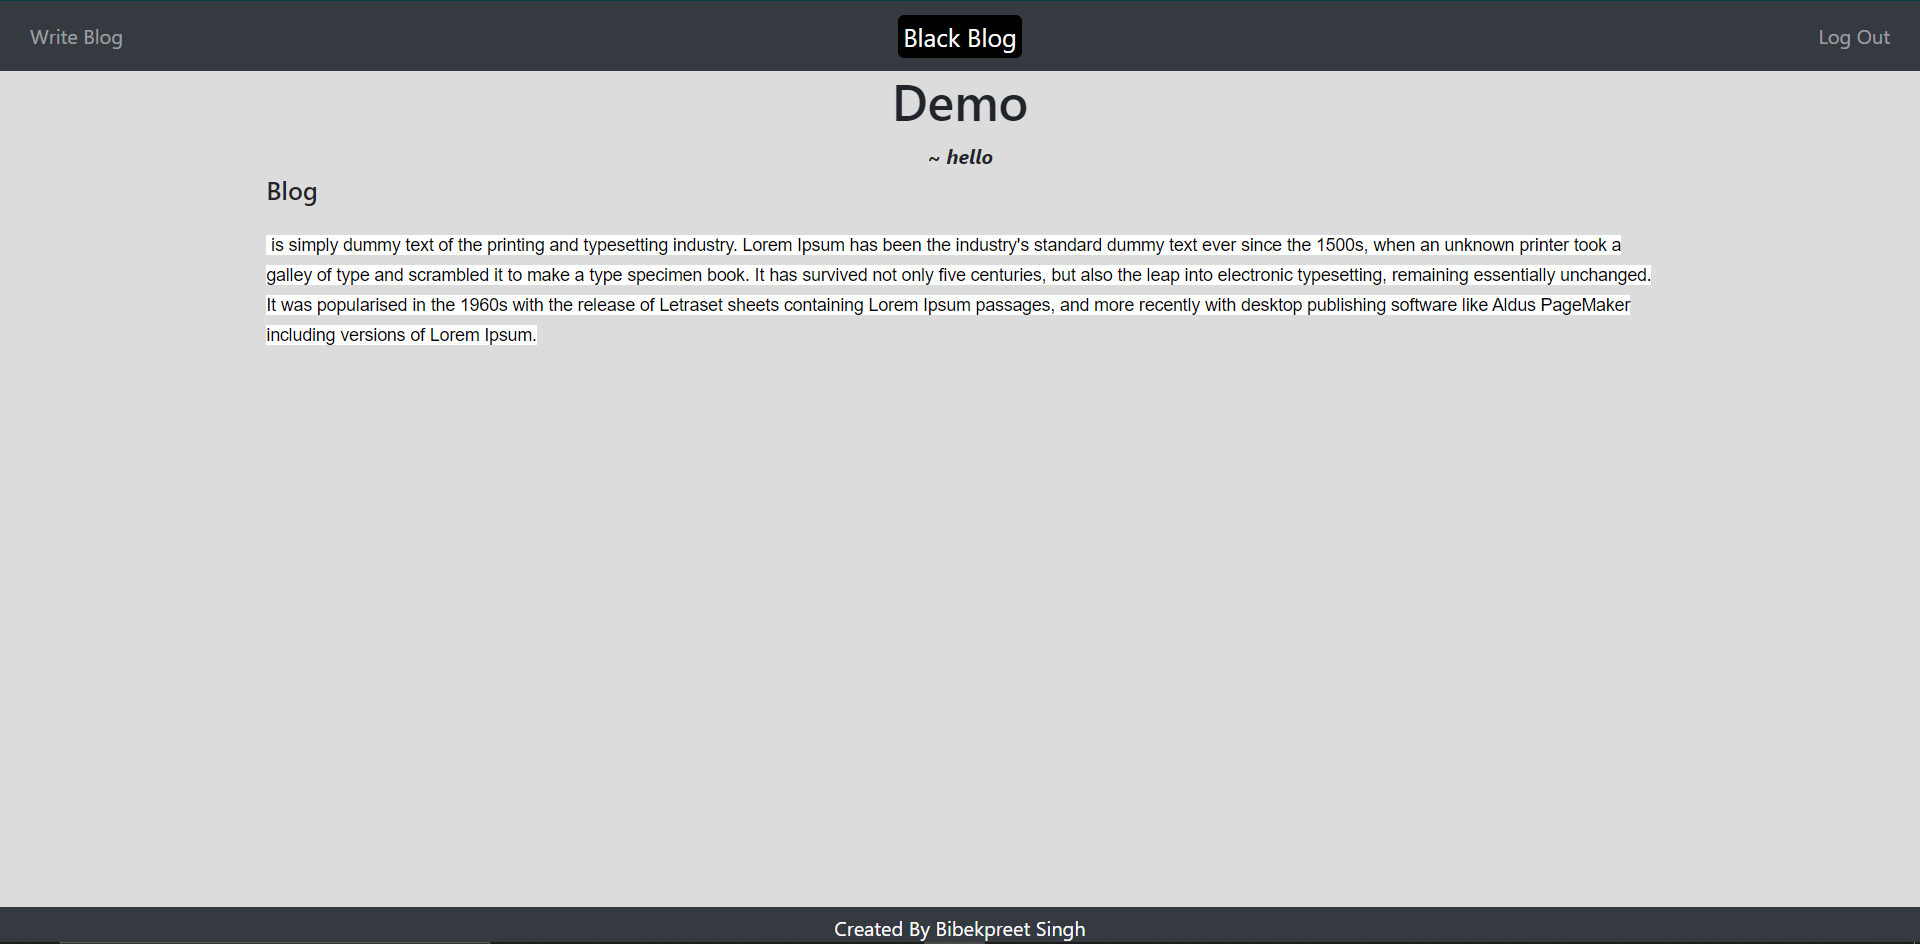 Write Blog
Black Blog
Log Out
Demo
~ hello
Blog
is simply dummy text of the printing and typesetting industry. Lorem Ipsum has been the industry's standard dummy text ever since the 1500s, when an unknown printer took a
galley of type and scrambled it to make a type specimen book. It has survived not only five centuries, but also the leap into electronic typesetting, remaining essentially unchanged.
It was popularised in the 1960s with the release of Letraset sheets containing Lorem Ipsum passages, and more recently with desktop publishing software like Aldus PageMaker
including versions of Lorem Ipsum.
Created By Bibekpreet Singh